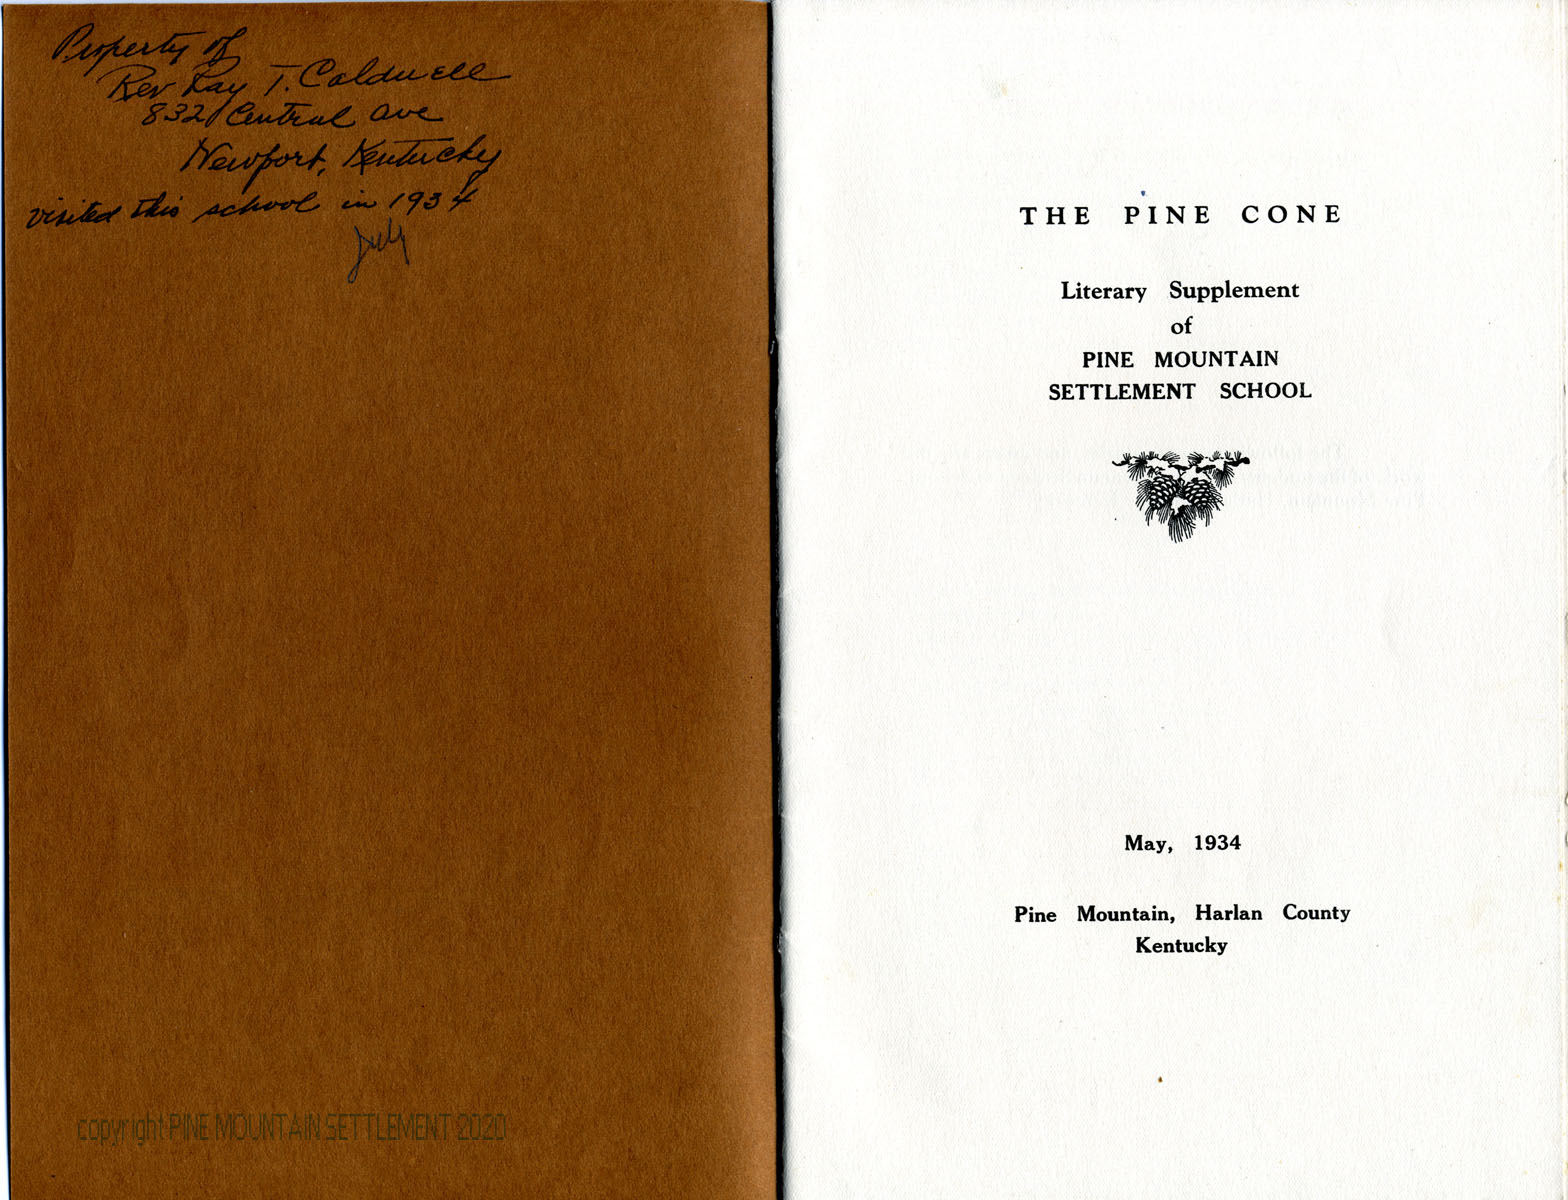 Property of
Rev Ray T. Caldwell
832 Central Ave
Newport, Kentucky
visited this school in 1934
July
copyright PINE MOUNTAIN SETTLEMENT 2020
THE PINE CONE
Literary Supplement
of
PINE MOUNTAIN
SETTLEMENT SCHOOL
May, 1934
Pine Mountain, Harlan County
Kentucky